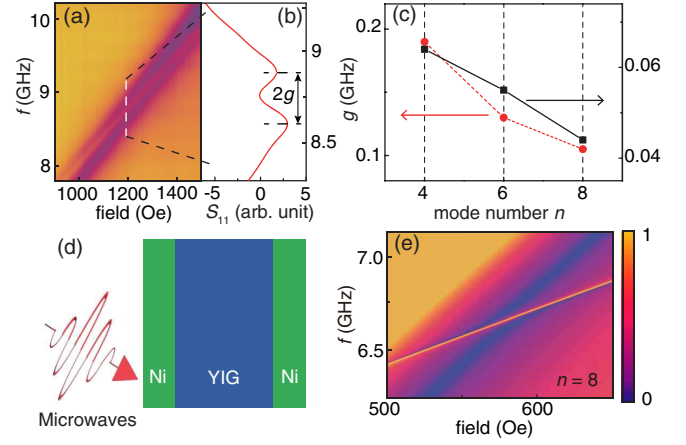 (a)
10
9
8
f (GHz)
1000
1200
1400
field (Oe)
(b)
9
8.5
f (GHz)
2g
-5
0
5
S11 (arb. unit)
(c)
0.2
0.1
g (GHz)
0.06
0.04
4
6
8
mode number n
(d)
Ni
YIG
Ni
Microwaves
(e)
7.0
6.5
f (GHz)
n = 8
500
600
field (Oe)
1
0